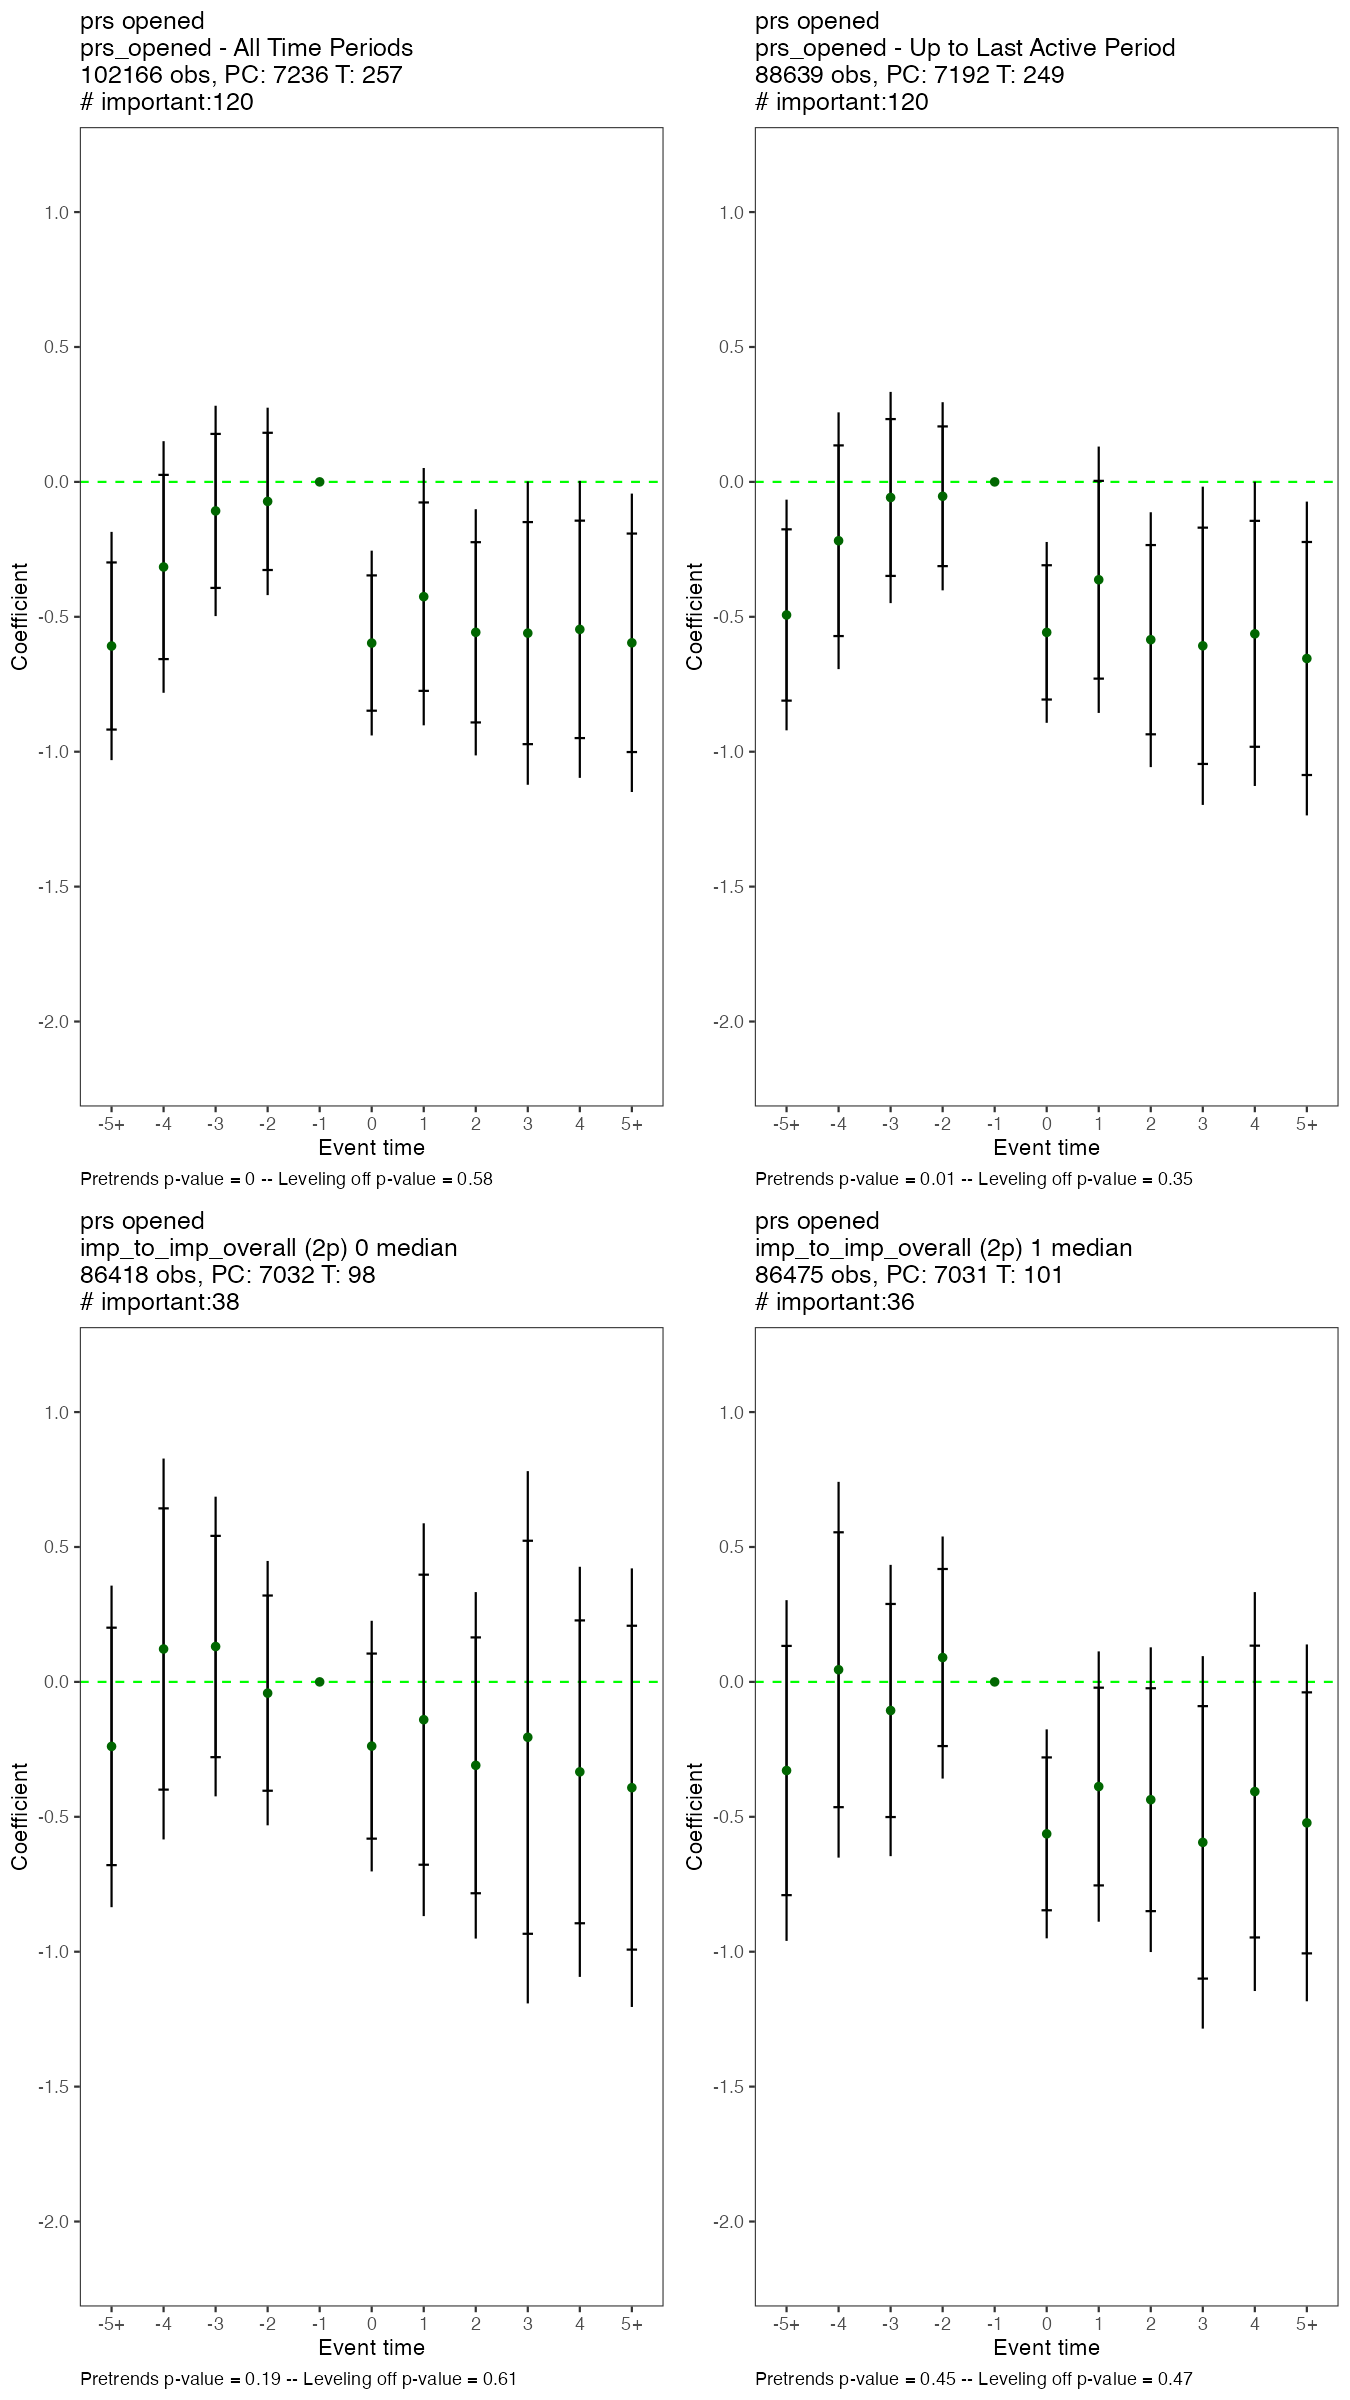 prs opened
prs_opened - All Time Periods
102166 obs, PC: 7236 T: 257
# important:120
1.0
0.5
0.0
-0.5
-1.0
-1.5
-2.0
Coefficient
-5+ -4 -3 -2 -1 0 1 2 3 4 5+
Event time
Pretrends p-value = 0 -- Leveling off p-value = 0.58
prs opened
prs_opened - Up to Last Active Period
88639 obs, PC: 7192 T: 249
# important:120
1.0
0.5
0.0
-0.5
-1.0
-1.5
-2.0
Coefficient
-5+ -4 -3 -2 -1 0 1 2 3 4 5+
Event time
Pretrends p-value = 0.01 -- Leveling off p-value = 0.35
prs opened
imp_to_imp_overall (2p) 0 median
86418 obs, PC: 7032 T: 98
# important:38
1.0
0.5
0.0
-0.5
-1.0
-1.5
-2.0
Coefficient
-5+ -4 -3 -2 -1 0 1 2 3 4 5+
Event time
Pretrends p-value = 0.19 -- Leveling off p-value = 0.61
prs opened
imp_to_imp_overall (2p) 1 median
86475 obs, PC: 7031 T: 101
# important:36
1.0
0.5
0.0
-0.5
-1.0
-1.5
-2.0
Coefficient
-5+ -4 -3 -2 -1 0 1 2 3 4 5+
Event time
Pretrends p-value = 0.45 -- Leveling off p-value = 0.47